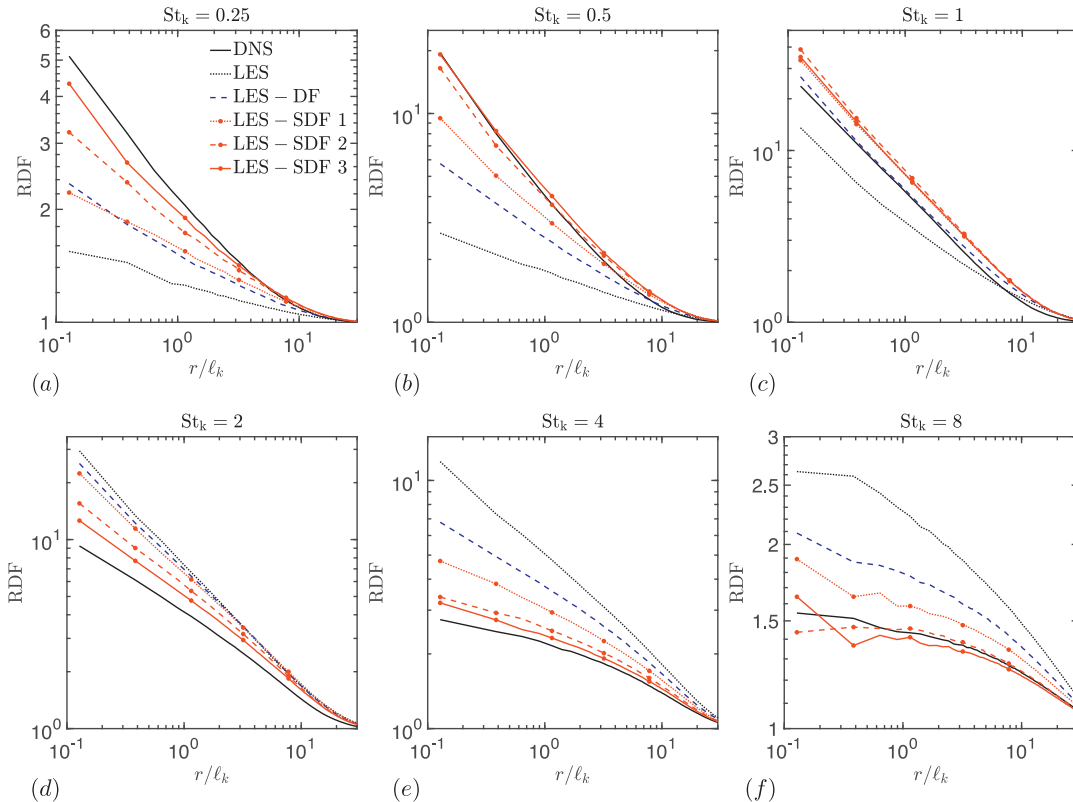 St_k = 0.25
6
5
4
3
2
1
RDF
DNS
LES
LES − DF
LES − SDF 1
LES − SDF 2
LES − SDF 3
10^-1 10^0 10^1
r/ℓ_k
(a)
St_k = 0.5
10^1
10^0
RDF
10^-1 10^0 10^1
r/ℓ_k
(b)
St_k = 1
10^1
10^0
RDF
10^-1 10^0 10^1
r/ℓ_k
(c)
St_k = 2
10^1
10^0
RDF
10^-1 10^0 10^1
r/ℓ_k
(d)
St_k = 4
10^1
10^0
RDF
10^-1 10^0 10^1
r/ℓ_k
(e)
St_k = 8
3
2.5
2
1.5
1
RDF
10^-1 10^0 10^1
r/ℓ_k
(f)